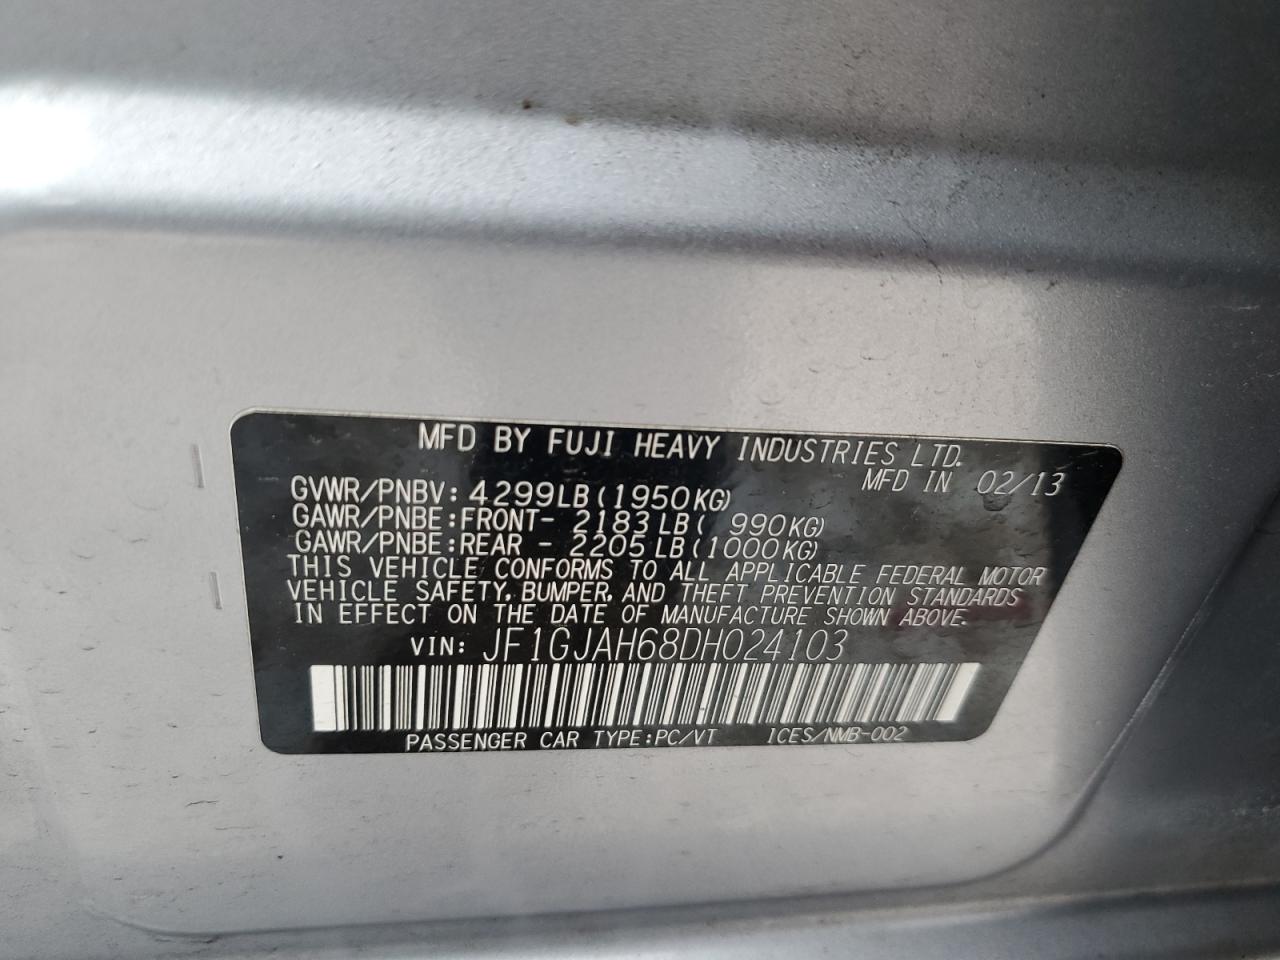 MFD BY FUJI HEAVY INDUSTRIES LTD.
MFD IN 02/13
GVWR/PNBV: 4299LB(1950KG)
GAWR/PNBE:FRONT- 2183LB( 990KG)
GAWR/PNBE:REAR - 2205LB(1000KG)
THIS VEHICLE CONFORMS TO ALL APPLICABLE FEDERAL MOTOR
VEHICLE SAFETY, BUMPER, AND THEFT PREVENTION STANDARDS
IN EFFECT ON THE DATE OF MANUFACTURE SHOWN ABOVE.
VIN: JF1GJAH68DH024103
PASSENGER CAR TYPE:PC/VT ICES/NMB-002